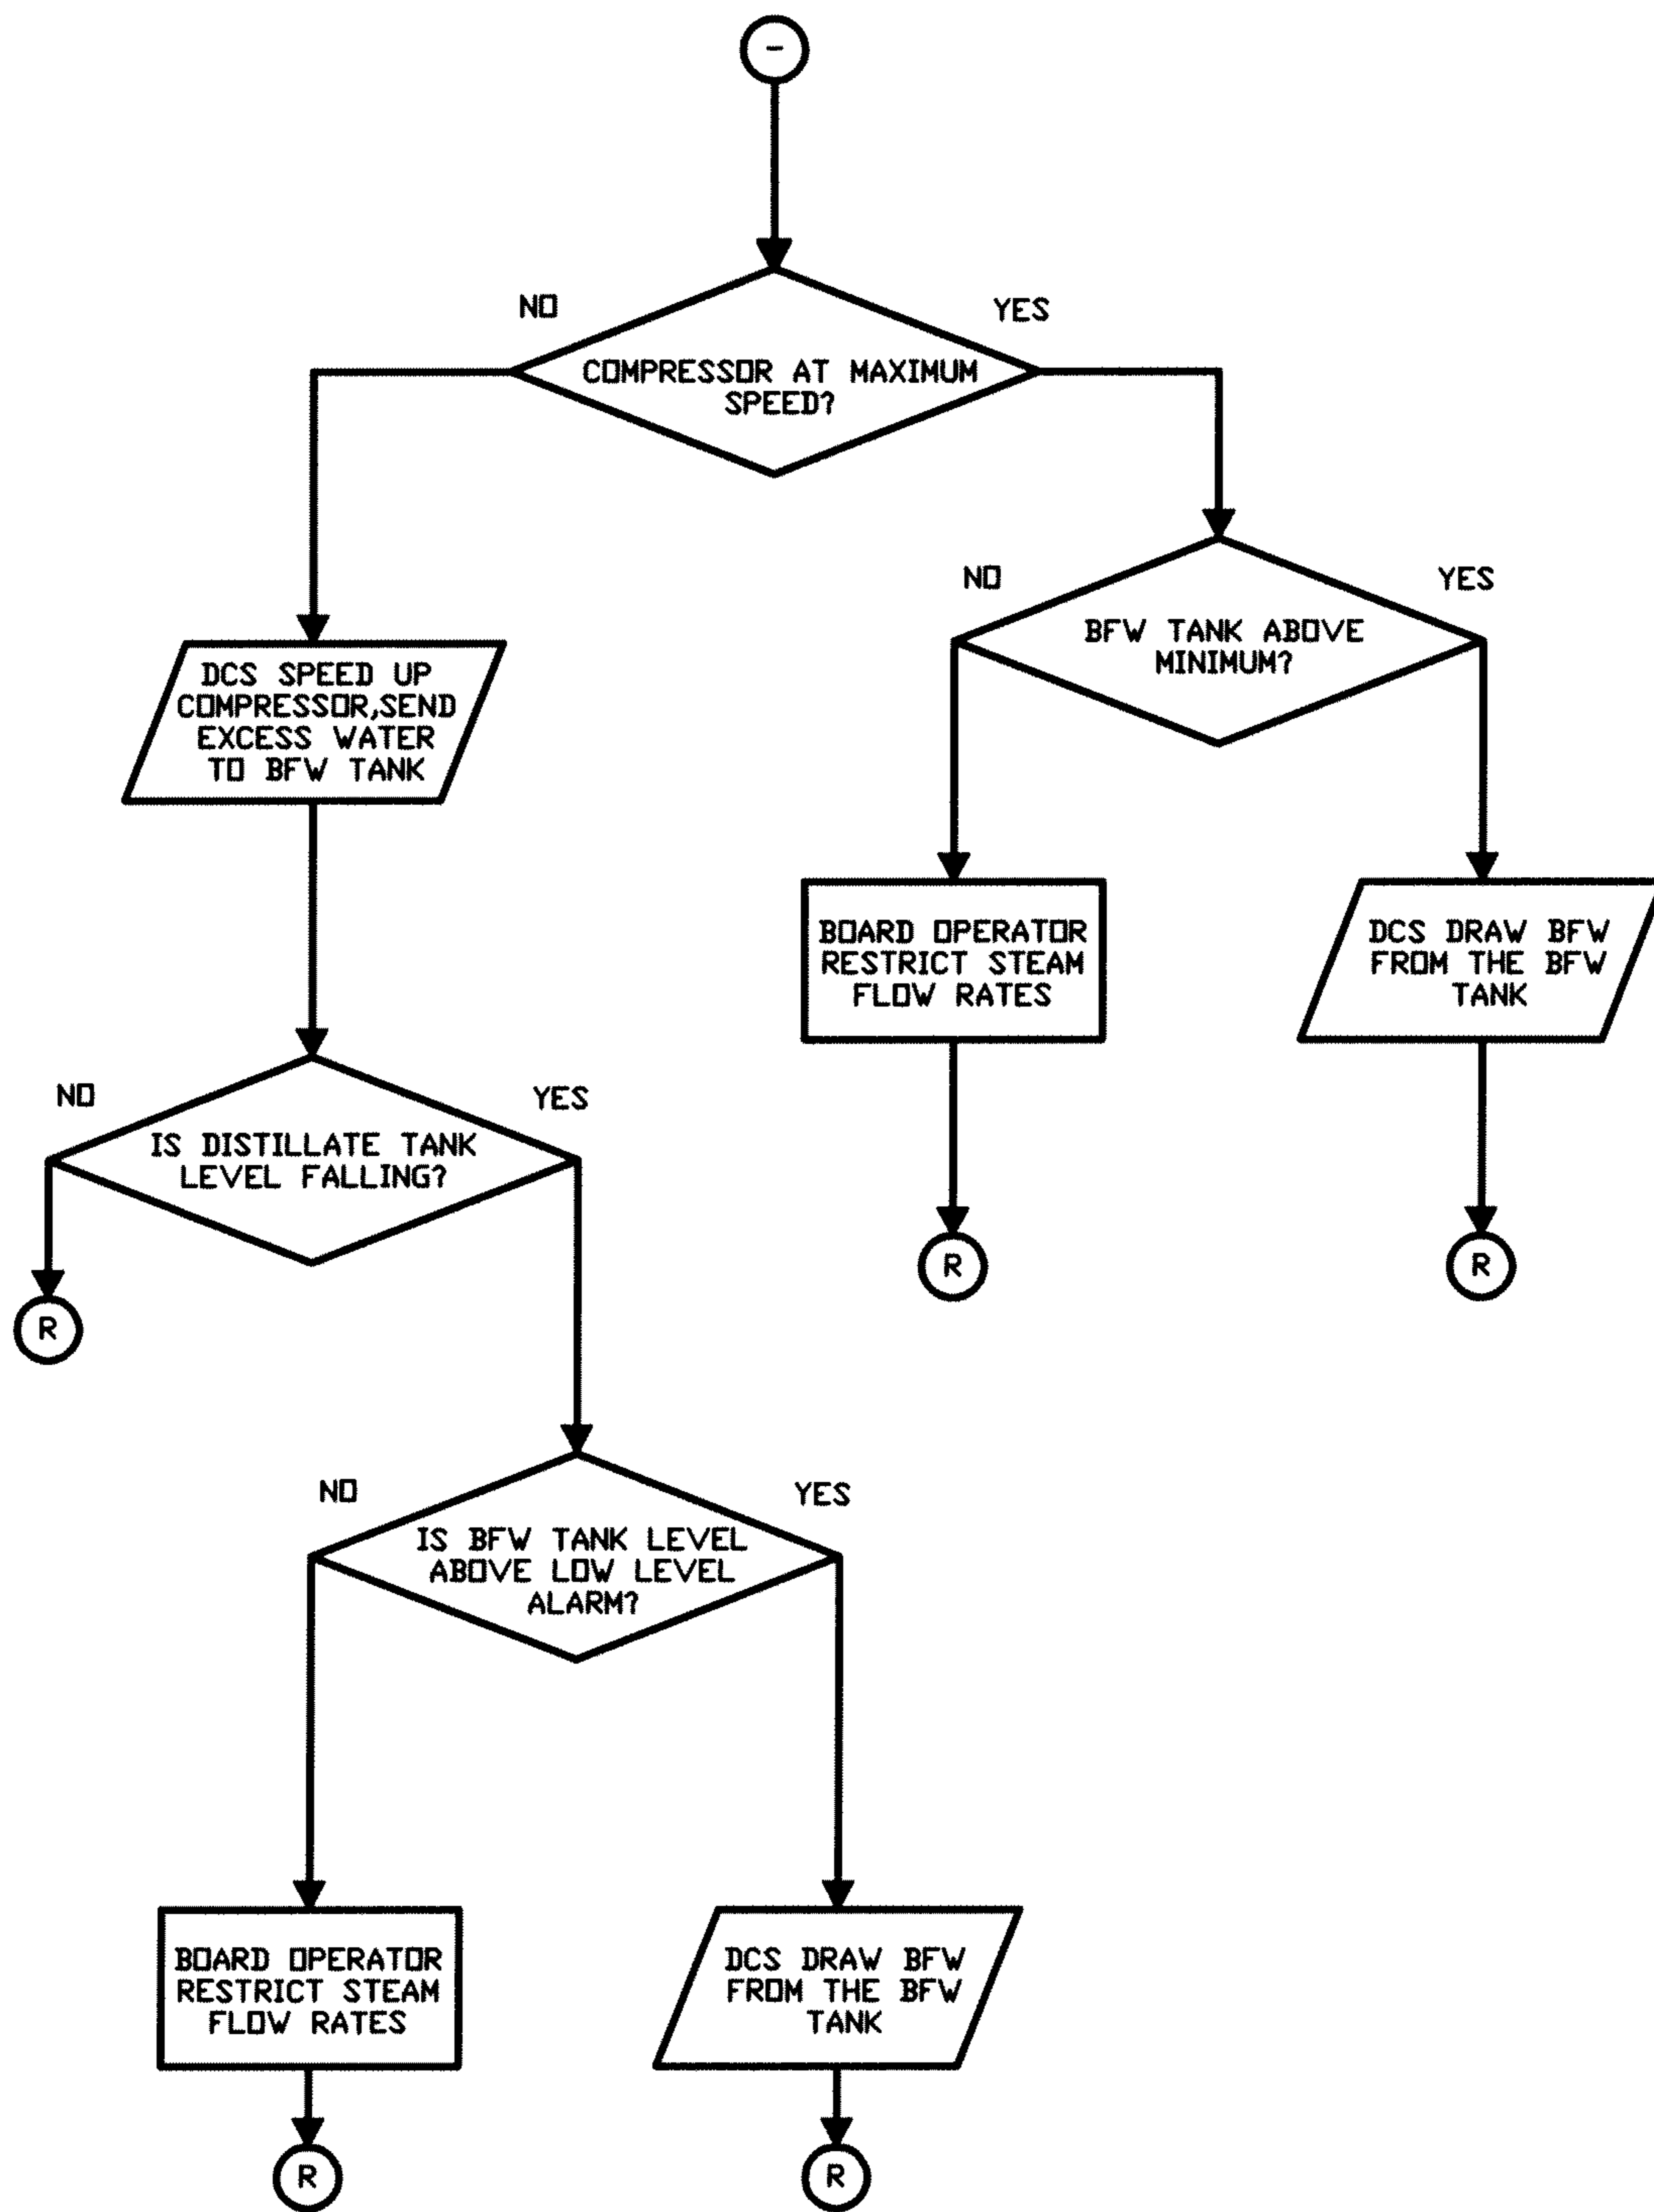 -
NO
YES
COMPRESSOR AT MAXIMUM
SPEED?
NO
YES
BFW TANK ABOVE
MINIMUM?
DCS SPEED UP
COMPRESSOR,SEND
EXCESS WATER
TO BFW TANK
BOARD OPERATOR
RESTRICT STEAM
FLOW RATES
DCS DRAW BFW
FROM THE BFW
TANK
NO
YES
IS DISTILLATE TANK
LEVEL FALLING?
R
R
R
NO
YES
IS BFW TANK LEVEL
ABOVE LOW LEVEL
ALARM?
BOARD OPERATOR
RESTRICT STEAM
FLOW RATES
DCS DRAW BFW
FROM THE BFW
TANK
R
R